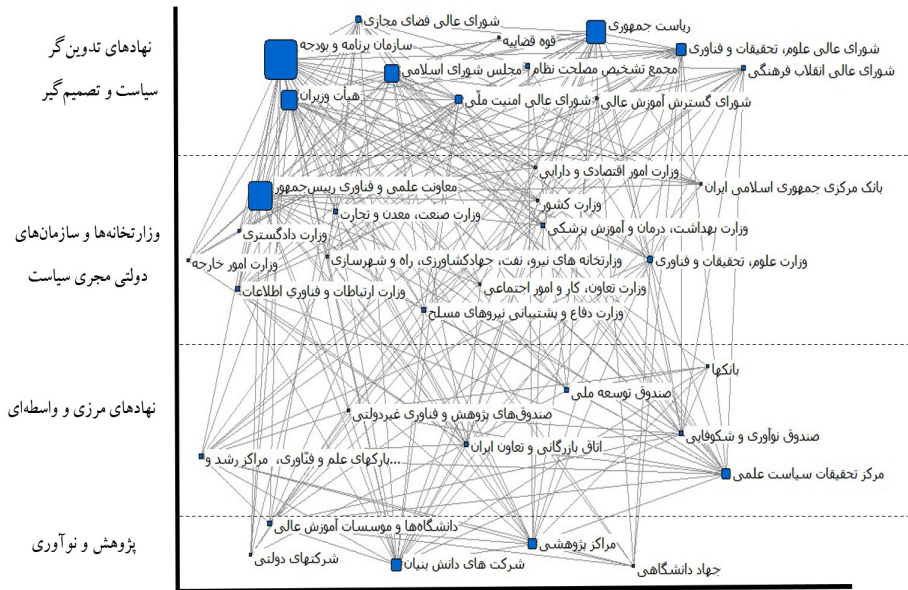 نهادهای تدوین‌گر
سیاست و تصمیم‌گیر
شورای عالی فضای مجازی
ریاست جمهوری
قوه قضاییه
سازمان برنامه و بودجه
شورای عالی علوم، تحقیقات و فناوری
مجلس شورای اسلامی
مجمع تشخیص مصلحت نظام
شورای عالی انقلاب فرهنگی
هیأت وزیران
شورای عالی امنیت ملّی
شورای گسترش آموزش عالی
وزارتخانه‌ها و سازمان‌های
دولتی مجری سیاست
وزارت امور اقتصادی و دارایی
معاونت علمی و فناوری رییس‌جمهور
بانک مرکزی جمهوری اسلامی ایران
وزارت کشور
وزارت صنعت، معدن و تجارت
وزارت بهداشت، درمان و آموزش پزشکی
وزارت دادگستری
وزارت امور خارجه
وزارتخانه های نیرو، نفت، جهادکشاورزی، راه و شهرسازی
وزارت علوم، تحقیقات و فناوری
وزارت ارتباطات و فناوری اطلاعات
وزارت تعاون، کار و امور اجتماعی
وزارت دفاع و پشتیبانی نیروهای مسلح
نهادهای مرزی و واسطه‌ای
بانکها
صندوق توسعه ملی
صندوق‌های پژوهش و فناوری غیردولتی
صندوق نوآوری و شکوفایی
اتاق بازرگانی و تعاون ایران
پارکهای علم و فنّاوری، مراکز رشد و...
مرکز تحقیقات سیاست علمی
پژوهش و نوآوری
دانشگاه‌ها و موسسات آموزش عالی
مراکز پژوهشی
شرکتهای دولتی
شرکت های دانش بنیان
جهاد دانشگاهی